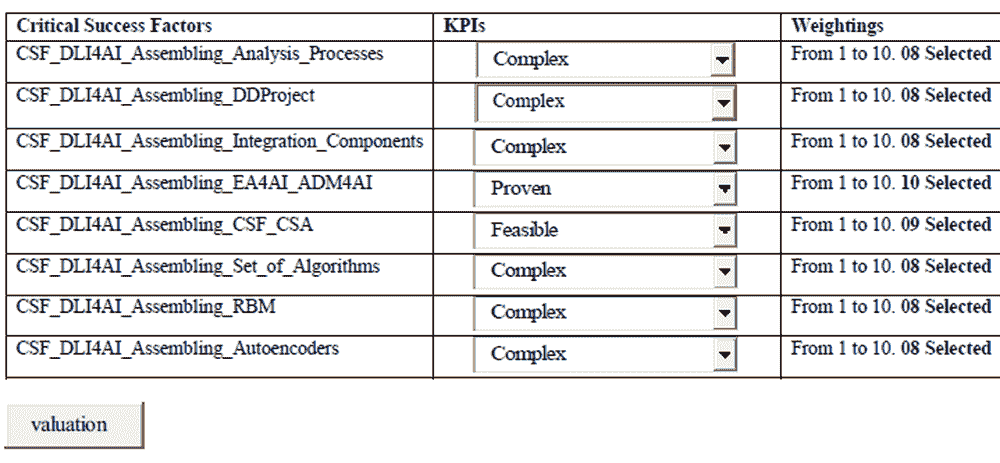 Critical Success Factors KPIs Weightings
CSF_DLI4AI_Assembling_Analysis_Processes Complex From 1 to 10. 08 Selected
CSF_DLI4AI_Assembling_DDProject Complex From 1 to 10. 08 Selected
CSF_DLI4AI_Assembling_Integration_Components Complex From 1 to 10. 08 Selected
CSF_DLI4AI_Assembling_EA4AI_ADM4AI Proven From 1 to 10. 10 Selected
CSF_DLI4AI_Assembling_CSF_CSA Feasible From 1 to 10. 09 Selected
CSF_DLI4AI_Assembling_Set_of_Algorithms Complex From 1 to 10. 08 Selected
CSF_DLI4AI_Assembling_RBM Complex From 1 to 10. 08 Selected
CSF_DLI4AI_Assembling_Autoencoders Complex From 1 to 10. 08 Selected
valuation